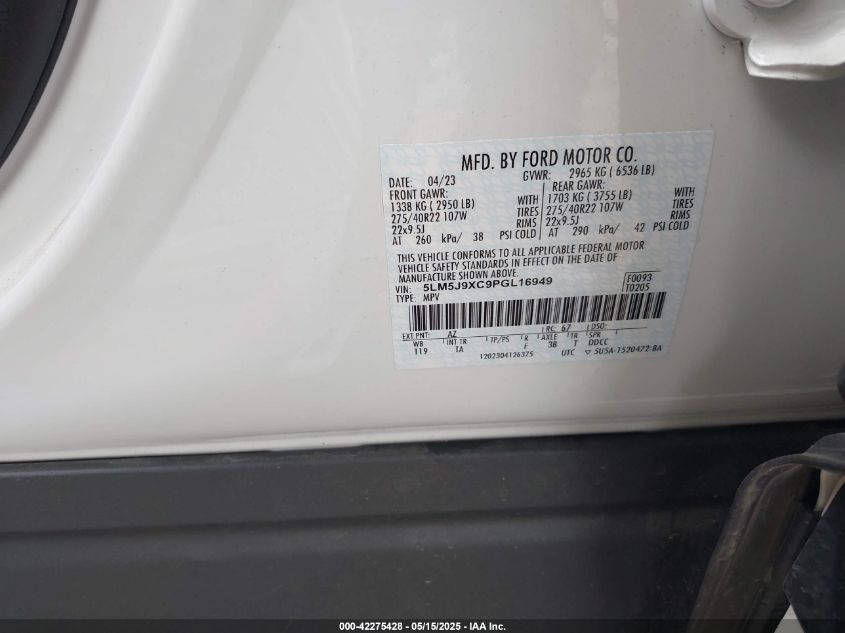 MFD. BY FORD MOTOR CO.
DATE: 04/23 GVWR: 2965 KG ( 6536 LB)
FRONT GAWR: REAR GAWR:
1338 KG ( 2950 LB) WITH 1703 KG ( 3755 LB) WITH
275/40R22 107W TIRES 275/40R22 107W TIRES
22x9.5J RIMS 22x9.5J RIMS
AT 260 kPa/ 38 PSI COLD AT 290 kPa/ 42 PSI COLD
THIS VEHICLE CONFORMS TO ALL APPLICABLE FEDERAL MOTOR
VEHICLE SAFETY STANDARDS IN EFFECT ON THE DATE OF
MANUFACTURE SHOWN ABOVE.
VIN: 5LM5J9XC9PGL16949 F0093
TYPE: MPV T0205
EXT PNT: AZ RC: 67 DSO:
WB INT TR TP/PS R AXLE TR SPR
119 TA F 3B T DDCC
1202304126375 UTC ▽ 5U5A-1520472-BA
000-42275428 - 05/15/2025 - IAA Inc.